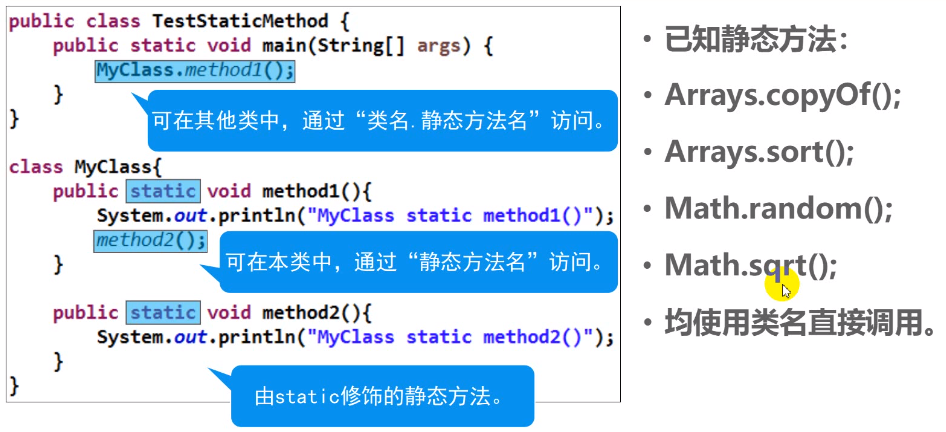 public class TestStaticMethod {
public static void main(String[] args) {
MyClass.method1();
}
}
可在其他类中，通过“类名.静态方法名”访问。
class MyClass{
public static void method1(){
System.out.println("MyClass static method1()");
method2();
}
可在本类中，通过“静态方法名”访问。
public static void method2(){
System.out.println("MyClass static method2()");
}
}
由static修饰的静态方法。
• 已知静态方法：
• Arrays.copyOf();
• Arrays.sort();
• Math.random();
• Math.sqrt();
• 均使用类名直接调用。